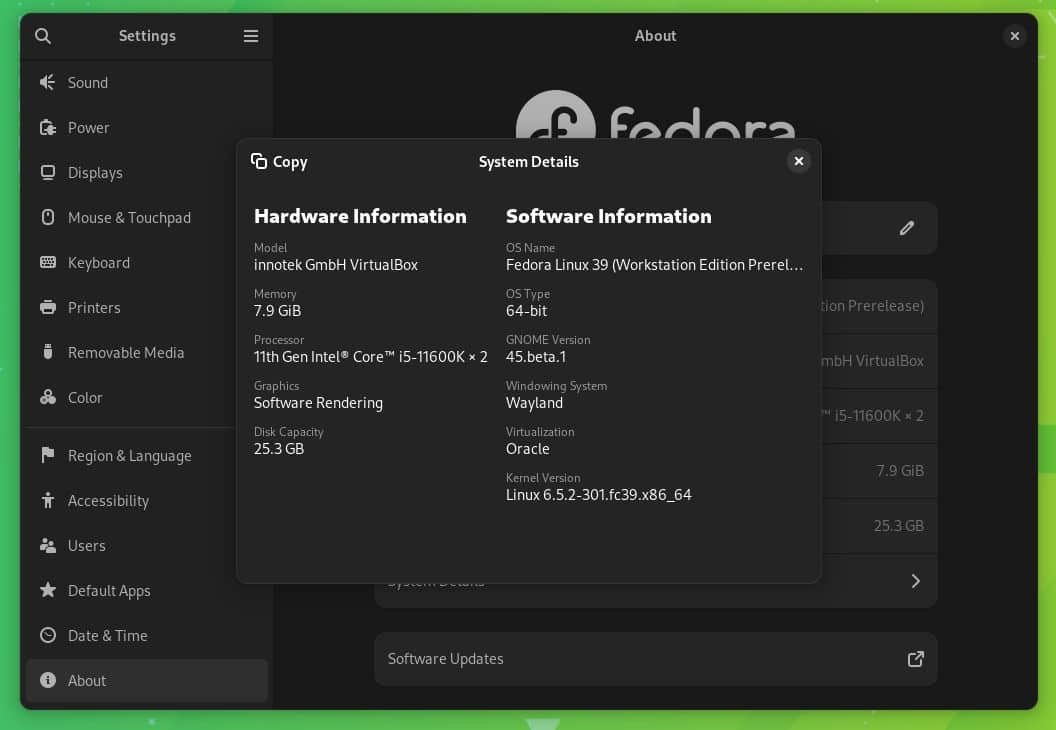 Settings
About
Sound
Power
Displays
Mouse & Touchpad
Keyboard
Printers
Removable Media
Color
Region & Language
Accessibility
Users
Default Apps
Date & Time
About
fedora
Copy
System Details
Hardware Information
Model
innotek GmbH VirtualBox
Memory
7.9 GiB
Processor
11th Gen Intel® Core™ i5-11600K × 2
Graphics
Software Rendering
Disk Capacity
25.3 GB
Software Information
OS Name
Fedora Linux 39 (Workstation Edition Prerel…
OS Type
64-bit
GNOME Version
45.beta.1
Windowing System
Wayland
Virtualization
Oracle
Kernel Version
Linux 6.5.2-301.fc39.x86_64
tion Prerelease)
mbH VirtualBox
™ i5-11600K × 2
7.9 GiB
25.3 GB
System Details
Software Updates